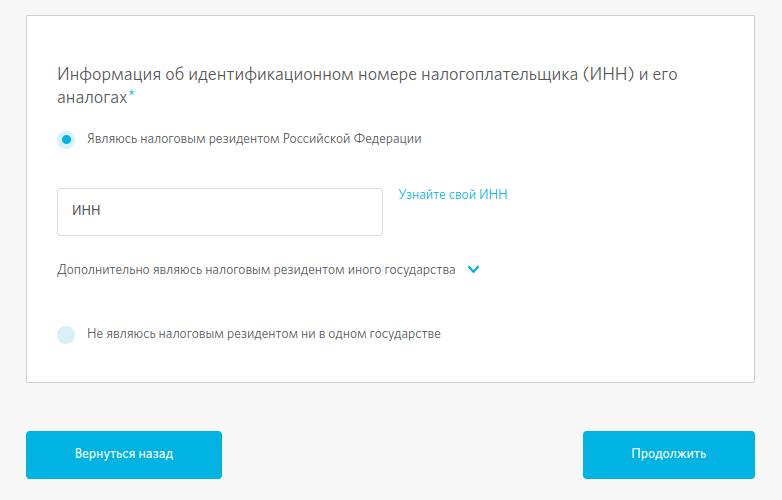 Информация об идентификационном номере налогоплательщика (ИНН) и его
аналогах*
Являюсь налоговым резидентом Российской Федерации
ИНН
Узнайте свой ИНН
Дополнительно являюсь налоговым резидентом иного государства
Не являюсь налоговым резидентом ни в одном государстве
Вернуться назад
Продолжить